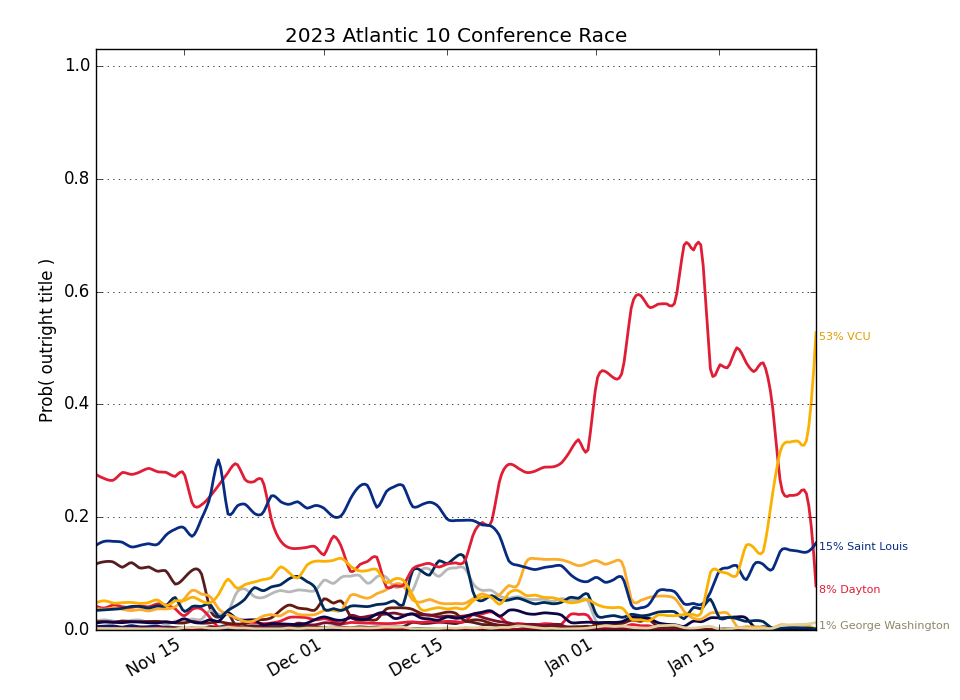 2023 Atlantic 10 Conference Race
1.0
0.8
0.6
0.4
0.2
0.0
Prob( outright title )
53% VCU
15% Saint Louis
8% Dayton
1% George Washington
Nov 15
Dec 01
Dec 15
Jan 01
Jan 15